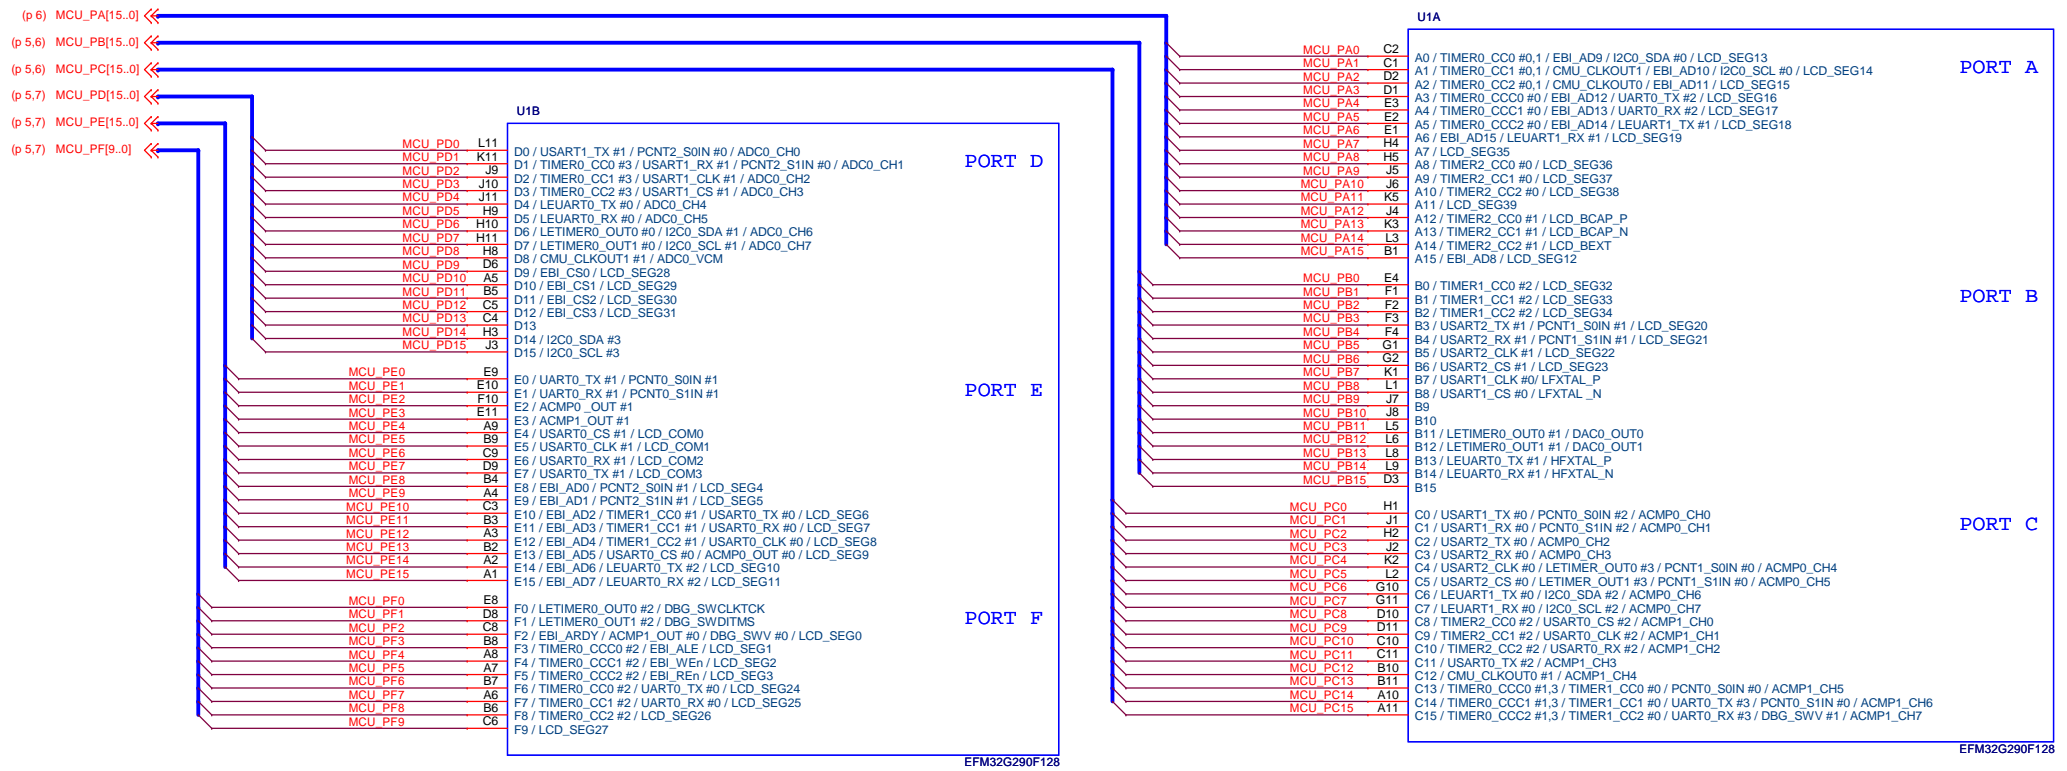 (p 6) MCU_PA[15..0]
(p 5,6) MCU_PB[15..0]
(p 5,6) MCU_PC[15..0]
(p 5,7) MCU_PD[15..0]
(p 5,7) MCU_PE[15..0]
(p 5,7) MCU_PF[9..0]
U1B
PORT D
MCU_PD0 L11 D0 / USART1_TX #1 / PCNT2_S0IN #0 / ADC0_CH0
MCU_PD1 K11 D1 / TIMER0_CC0 #3 / USART1_RX #1 / PCNT2_S1IN #0 / ADC0_CH1
MCU_PD2 J9 D2 / TIMER0_CC1 #3 / USART1_CLK #1 / ADC0_CH2
MCU_PD3 J10 D3 / TIMER0_CC2 #3 / USART1_CS #1 / ADC0_CH3
MCU_PD4 J11 D4 / LEUART0_TX #0 / ADC0_CH4
MCU_PD5 H9 D5 / LEUART0_RX #0 / ADC0_CH5
MCU_PD6 H10 D6 / LETIMER0_OUT0 #0 / I2C0_SDA #1 / ADC0_CH6
MCU_PD7 H11 D7 / LETIMER0_OUT1 #0 / I2C0_SCL #1 / ADC0_CH7
MCU_PD8 H8 D8 / CMU_CLKOUT1 #1 / ADC0_VCM
MCU_PD9 D6 D9 / EBI_CS0 / LCD_SEG28
MCU_PD10 A5 D10 / EBI_CS1 / LCD_SEG29
MCU_PD11 B5 D11 / EBI_CS2 / LCD_SEG30
MCU_PD12 C5 D12 / EBI_CS3 / LCD_SEG31
MCU_PD13 C4 D13
MCU_PD14 H3 D14 / I2C0_SDA #3
MCU_PD15 J3 D15 / I2C0_SCL #3
PORT E
MCU_PE0 E9 E0 / UART0_TX #1 / PCNT0_S0IN #1
MCU_PE1 E10 E1 / UART0_RX #1 / PCNT0_S1IN #1
MCU_PE2 F10 E2 / ACMP0 _OUT #1
MCU_PE3 E11 E3 / ACMP1_OUT #1
MCU_PE4 A9 E4 / USART0_CS #1 / LCD_COM0
MCU_PE5 B9 E5 / USART0_CLK #1 / LCD_COM1
MCU_PE6 C9 E6 / USART0_RX #1 / LCD_COM2
MCU_PE7 D9 E7 / USART0_TX #1 / LCD_COM3
MCU_PE8 B4 E8 / EBI_AD0 / PCNT2_S0IN #1 / LCD_SEG4
MCU_PE9 A4 E9 / EBI_AD1 / PCNT2_S1IN #1 / LCD_SEG5
MCU_PE10 C3 E10 / EBI_AD2 / TIMER1_CC0 #1 / USART0_TX #0 / LCD_SEG6
MCU_PE11 B3 E11 / EBI_AD3 / TIMER1_CC1 #1 / USART0_RX #0 / LCD_SEG7
MCU_PE12 A3 E12 / EBI_AD4 / TIMER1_CC2 #1 / USART0_CLK #0 / LCD_SEG8
MCU_PE13 B2 E13 / EBI_AD5 / USART0_CS #0 / ACMP0_OUT #0 / LCD_SEG9
MCU_PE14 A2 E14 / EBI_AD6 / LEUART0_TX #2 / LCD_SEG10
MCU_PE15 A1 E15 / EBI_AD7 / LEUART0_RX #2 / LCD_SEG11
PORT F
MCU_PF0 E8 F0 / LETIMER0_OUT0 #2 / DBG_SWCLKTCK
MCU_PF1 D8 F1 / LETIMER0_OUT1 #2 / DBG_SWDITMS
MCU_PF2 C8 F2 / EBI_ARDY / ACMP1_OUT #0 / DBG_SWV #0 / LCD_SEG0
MCU_PF3 B8 F3 / TIMER0_CCC0 #2 / EBI_ALE / LCD_SEG1
MCU_PF4 A8 F4 / TIMER0_CCC1 #2 / EBI_WEn / LCD_SEG2
MCU_PF5 A7 F5 / TIMER0_CCC2 #2 / EBI_REn / LCD_SEG3
MCU_PF6 B7 F6 / TIMER0_CC0 #2 / UART0_TX #0 / LCD_SEG24
MCU_PF7 A6 F7 / TIMER0_CC1 #2 / UART0_RX #0 / LCD_SEG25
MCU_PF8 B6 F8 / TIMER0_CC2 #2 / LCD_SEG26
MCU_PF9 C6 F9 / LCD_SEG27
EFM32G290F128
U1A
PORT A
MCU_PA0 C2 A0 / TIMER0_CC0 #0,1 / EBI_AD9 / I2C0_SDA #0 / LCD_SEG13
MCU_PA1 C1 A1 / TIMER0_CC1 #0,1 / CMU_CLKOUT1 / EBI_AD10 / I2C0_SCL #0 / LCD_SEG14
MCU_PA2 D2 A2 / TIMER0_CC2 #0,1 / CMU_CLKOUT0 / EBI_AD11 / LCD_SEG15
MCU_PA3 D1 A3 / TIMER0_CCC0 #0 / EBI_AD12 / UART0_TX #2 / LCD_SEG16
MCU_PA4 E3 A4 / TIMER0_CCC1 #0 / EBI_AD13 / UART0_RX #2 / LCD_SEG17
MCU_PA5 E2 A5 / TIMER0_CCC2 #0 / EBI_AD14 / LEUART1_TX #1 / LCD_SEG18
MCU_PA6 E1 A6 / EBI_AD15 / LEUART1_RX #1 / LCD_SEG19
MCU_PA7 H4 A7 / LCD_SEG35
MCU_PA8 H5 A8 / TIMER2_CC0 #0 / LCD_SEG36
MCU_PA9 J5 A9 / TIMER2_CC1 #0 / LCD_SEG37
MCU_PA10 J6 A10 / TIMER2_CC2 #0 / LCD_SEG38
MCU_PA11 K5 A11 / LCD_SEG39
MCU_PA12 J4 A12 / TIMER2_CC0 #1 / LCD_BCAP_P
MCU_PA13 K3 A13 / TIMER2_CC1 #1 / LCD_BCAP_N
MCU_PA14 L3 A14 / TIMER2_CC2 #1 / LCD_BEXT
MCU_PA15 B1 A15 / EBI_AD8 / LCD_SEG12
PORT B
MCU_PB0 E4 B0 / TIMER1_CC0 #2 / LCD_SEG32
MCU_PB1 F1 B1 / TIMER1_CC1 #2 / LCD_SEG33
MCU_PB2 F2 B2 / TIMER1_CC2 #2 / LCD_SEG34
MCU_PB3 F3 B3 / USART2_TX #1 / PCNT1_S0IN #1 / LCD_SEG20
MCU_PB4 F4 B4 / USART2_RX #1 / PCNT1_S1IN #1 / LCD_SEG21
MCU_PB5 G1 B5 / USART2_CLK #1 / LCD_SEG22
MCU_PB6 G2 B6 / USART2_CS #1 / LCD_SEG23
MCU_PB7 K1 B7 / USART1_CLK #0/ LFXTAL_P
MCU_PB8 L1 B8 / USART1_CS #0 / LFXTAL _N
MCU_PB9 J7 B9
MCU_PB10 J8 B10
MCU_PB11 L5 B11 / LETIMER0_OUT0 #1 / DAC0_OUT0
MCU_PB12 L6 B12 / LETIMER0_OUT1 #1 / DAC0_OUT1
MCU_PB13 L8 B13 / LEUART0_TX #1 / HFXTAL_P
MCU_PB14 L9 B14 / LEUART0_RX #1 / HFXTAL_N
MCU_PB15 D3 B15
PORT C
MCU_PC0 H1 C0 / USART1_TX #0 / PCNT0_S0IN #2 / ACMP0_CH0
MCU_PC1 J1 C1 / USART1_RX #0 / PCNT0_S1IN #2 / ACMP0_CH1
MCU_PC2 H2 C2 / USART2_TX #0 / ACMP0_CH2
MCU_PC3 J2 C3 / USART2_RX #0 / ACMP0_CH3
MCU_PC4 K2 C4 / USART2_CLK #0 / LETIMER_OUT0 #3 / PCNT1_S0IN #0 / ACMP0_CH4
MCU_PC5 L2 C5 / USART2_CS #0 / LETIMER_OUT1 #3 / PCNT1_S1IN #0 / ACMP0_CH5
MCU_PC6 G10 C6 / LEUART1_TX #0 / I2C0_SDA #2 / ACMP0_CH6
MCU_PC7 G11 C7 / LEUART1_RX #0 / I2C0_SCL #2 / ACMP0_CH7
MCU_PC8 D10 C8 / TIMER2_CC0 #2 / USART0_CS #2 / ACMP1_CH0
MCU_PC9 D11 C9 / TIMER2_CC1 #2 / USART0_CLK #2 / ACMP1_CH1
MCU_PC10 C10 C10 / TIMER2_CC2 #2 / USART0_RX #2 / ACMP1_CH2
MCU_PC11 C11 C11 / USART0_TX #2 / ACMP1_CH3
MCU_PC12 B10 C12 / CMU_CLKOUT0 #1 / ACMP1_CH4
MCU_PC13 B11 C13 / TIMER0_CCC0 #1,3 / TIMER1_CC0 #0 / PCNT0_S0IN #0 / ACMP1_CH5
MCU_PC14 A10 C14 / TIMER0_CCC1 #1,3 / TIMER1_CC1 #0 / UART0_TX #3 / PCNT0_S1IN #0 / ACMP1_CH6
MCU_PC15 A11 C15 / TIMER0_CCC2 #1,3 / TIMER1_CC2 #0 / UART0_RX #3 / DBG_SWV #1 / ACMP1_CH7
EFM32G290F128